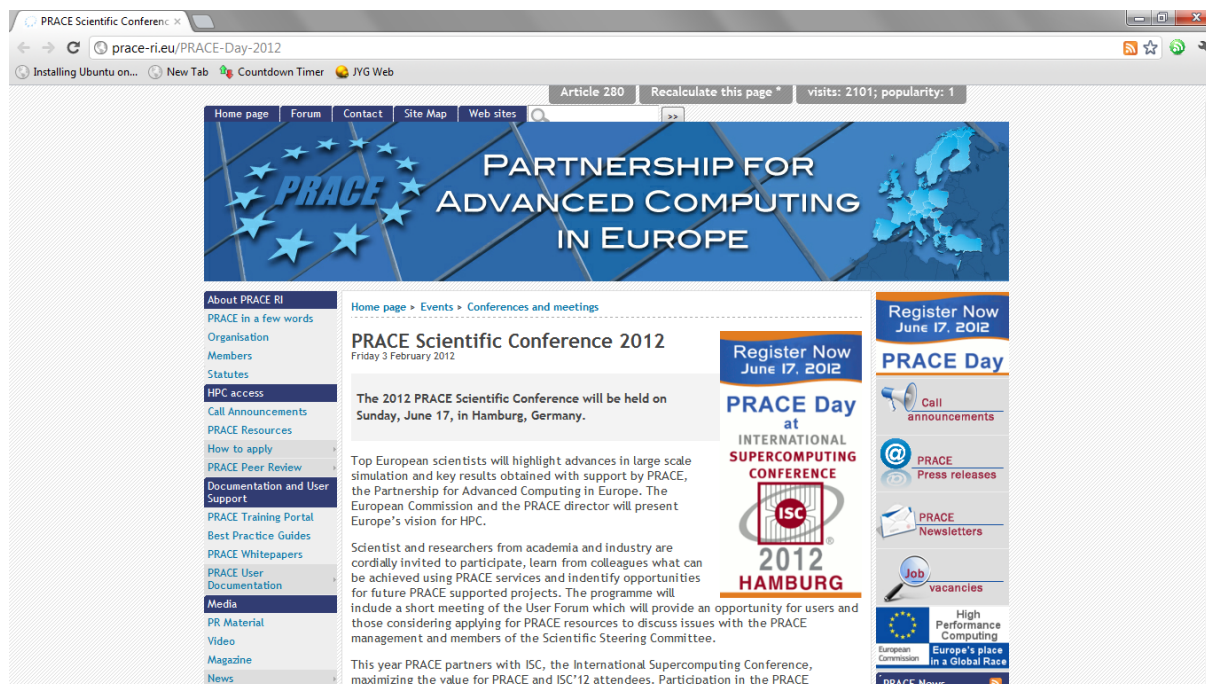 PRACE Scientific Conferenc ×
prace-ri.eu/PRACE-Day-2012
Installing Ubuntu on... New Tab Countdown Timer JYG Web
Article 280 Recalculate this page * visits: 2101; popularity: 1
Home page Forum Contact Site Map Web sites >>
PRACE
PARTNERSHIP FOR
ADVANCED COMPUTING
IN EUROPE
About PRACE RI
PRACE in a few words
Organisation
Members
Statutes
HPC access
Call Announcements
PRACE Resources
How to apply
PRACE Peer Review
Documentation and User
Support
PRACE Training Portal
Best Practice Guides
PRACE Whitepapers
PRACE User
Documentation
Media
PR Material
Video
Magazine
News
Home page > Events > Conferences and meetings
PRACE Scientific Conference 2012
Friday 3 February 2012
The 2012 PRACE Scientific Conference will be held on
Sunday, June 17, in Hamburg, Germany.
Top European scientists will highlight advances in large scale
simulation and key results obtained with support by PRACE,
the Partnership for Advanced Computing in Europe. The
European Commission and the PRACE director will present
Europe's vision for HPC.
Scientist and researchers from academia and industry are
cordially invited to participate, learn from colleagues what can
be achieved using PRACE services and indentify opportunities
for future PRACE supported projects. The programme will
include a short meeting of the User Forum which will provide an opportunity for users and
those considering applying for PRACE resources to discuss issues with the PRACE
management and members of the Scientific Steering Committee.
This year PRACE partners with ISC, the International Supercomputing Conference,
maximizing the value for PRACE and ISC'12 attendees. Participation in the PRACE
Register Now
June 17, 2012
PRACE Day
at
INTERNATIONAL
SUPERCOMPUTING
CONFERENCE
ISC
®
2012
HAMBURG
Register Now
June 17, 2012
PRACE Day
Call
announcements
PRACE
Press releases
PRACE
Newsletters
Job
vacancies
High
Performance
Computing
European
Commission
Europe's place
in a Global Race
PRACE News